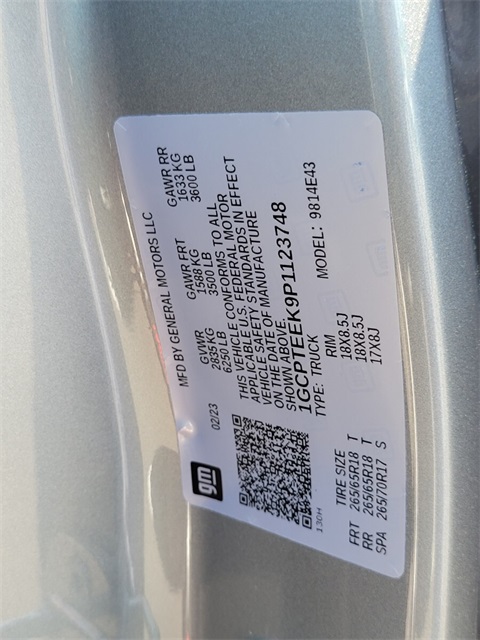 gm
MFD BY GENERAL MOTORS LLC
02/23
GVWR GAWR FRT GAWR RR
2835 KG 1588 KG 1633 KG
6250 LB 3500 LB 3600 LB
THIS VEHICLE CONFORMS TO ALL
APPLICABLE U.S. FEDERAL MOTOR
VEHICLE SAFETY STANDARDS IN EFFECT
ON THE DATE OF MANUFACTURE
SHOWN ABOVE.
1GCPTEEK9P1123748
TYPE: TRUCK MODEL: 9814E43
130H
TIRE SIZE RIM
FRT 265/65R18 T 18X8.5J
RR 265/65R18 T 18X8.5J
SPA 265/70R17 S 17X8J